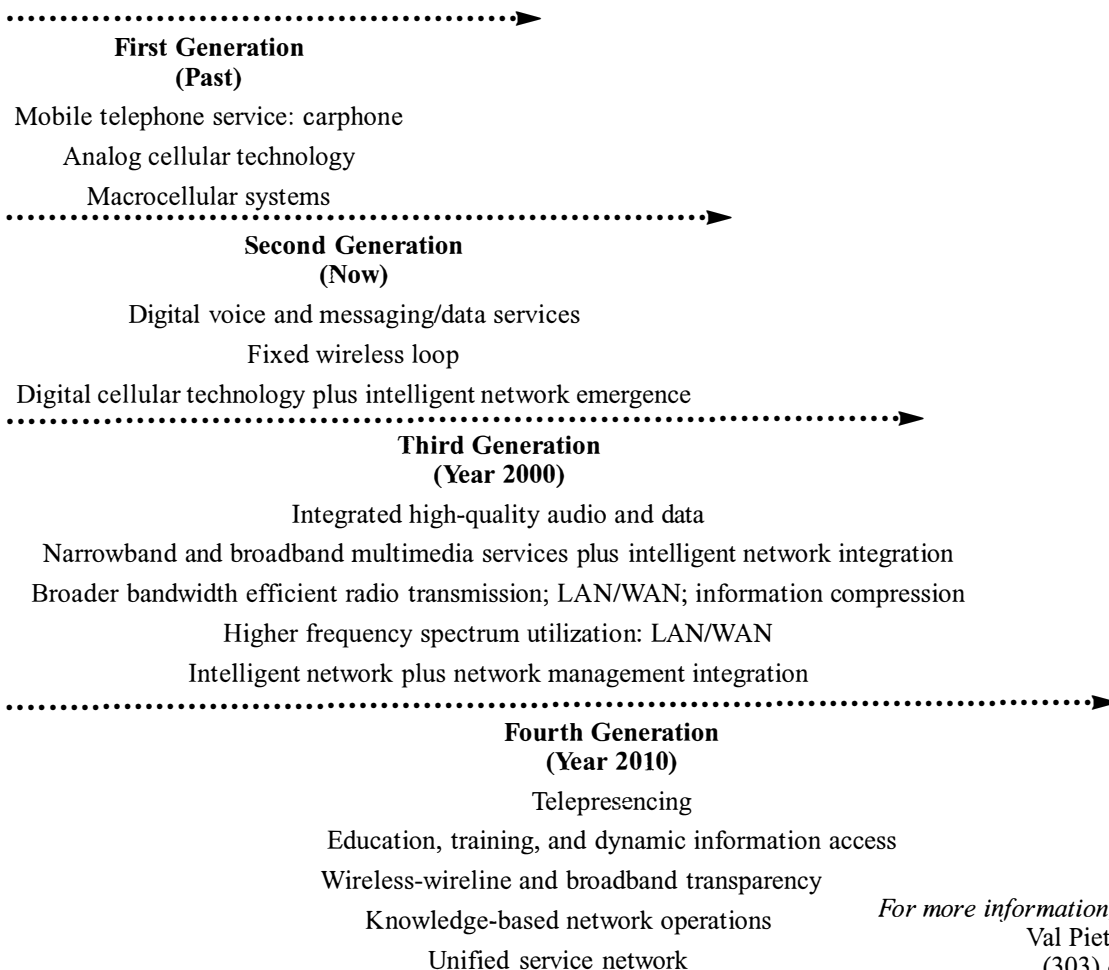 First Generation
(Past)
Mobile telephone service: carphone
Analog cellular technology
Macrocellular systems
Second Generation
(Now)
Digital voice and messaging/data services
Fixed wireless loop
Digital cellular technology plus intelligent network emergence
Third Generation
(Year 2000)
Integrated high-quality audio and data
Narrowband and broadband multimedia services plus intelligent network integration
Broader bandwidth efficient radio transmission; LAN/WAN; information compression
Higher frequency spectrum utilization: LAN/WAN
Intelligent network plus network management integration
Fourth Generation
(Year 2010)
Telepresencing
Education, training, and dynamic information access
Wireless-wireline and broadband transparency
Knowledge-based network operations
Unified service network
For more information
Val
(303)